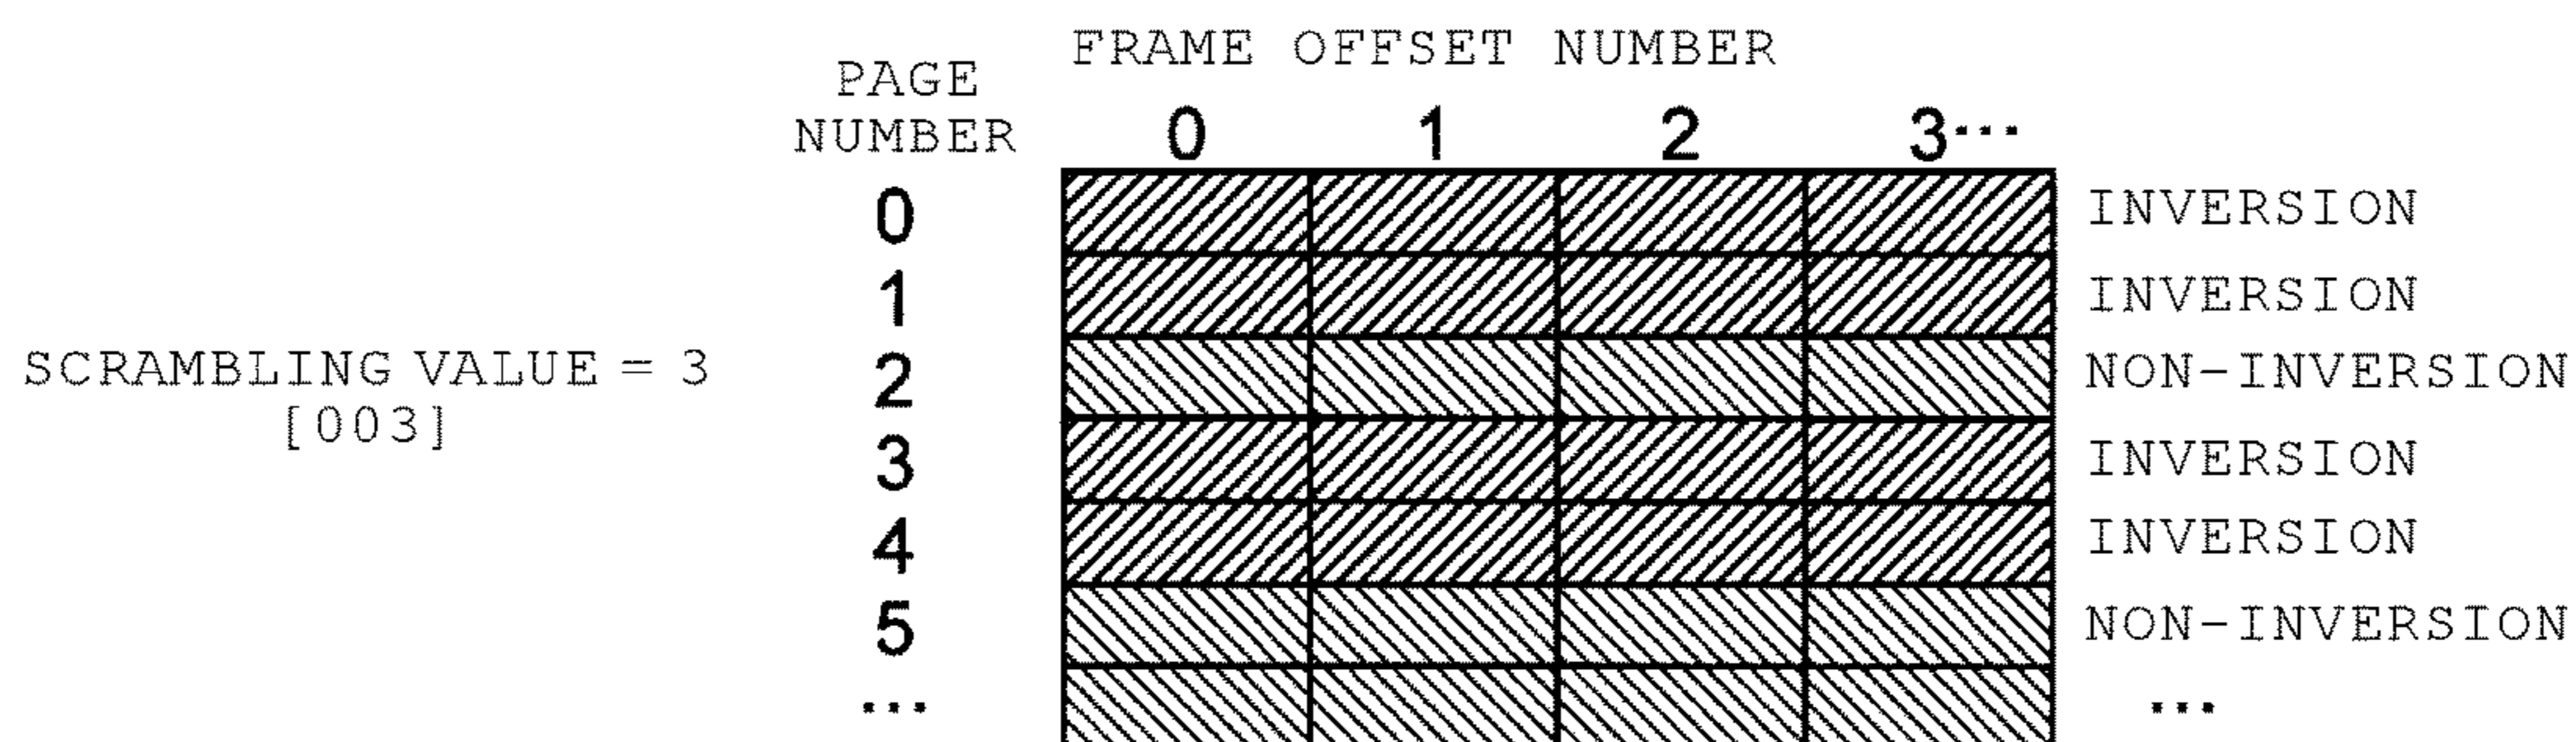 FRAME OFFSET NUMBER
PAGE
NUMBER
0 1 2 3···
0 INVERSION
1 INVERSION
SCRAMBLING VALUE = 3
[003]
2 NON-INVERSION
3 INVERSION
4 INVERSION
5 NON-INVERSION
··· ···